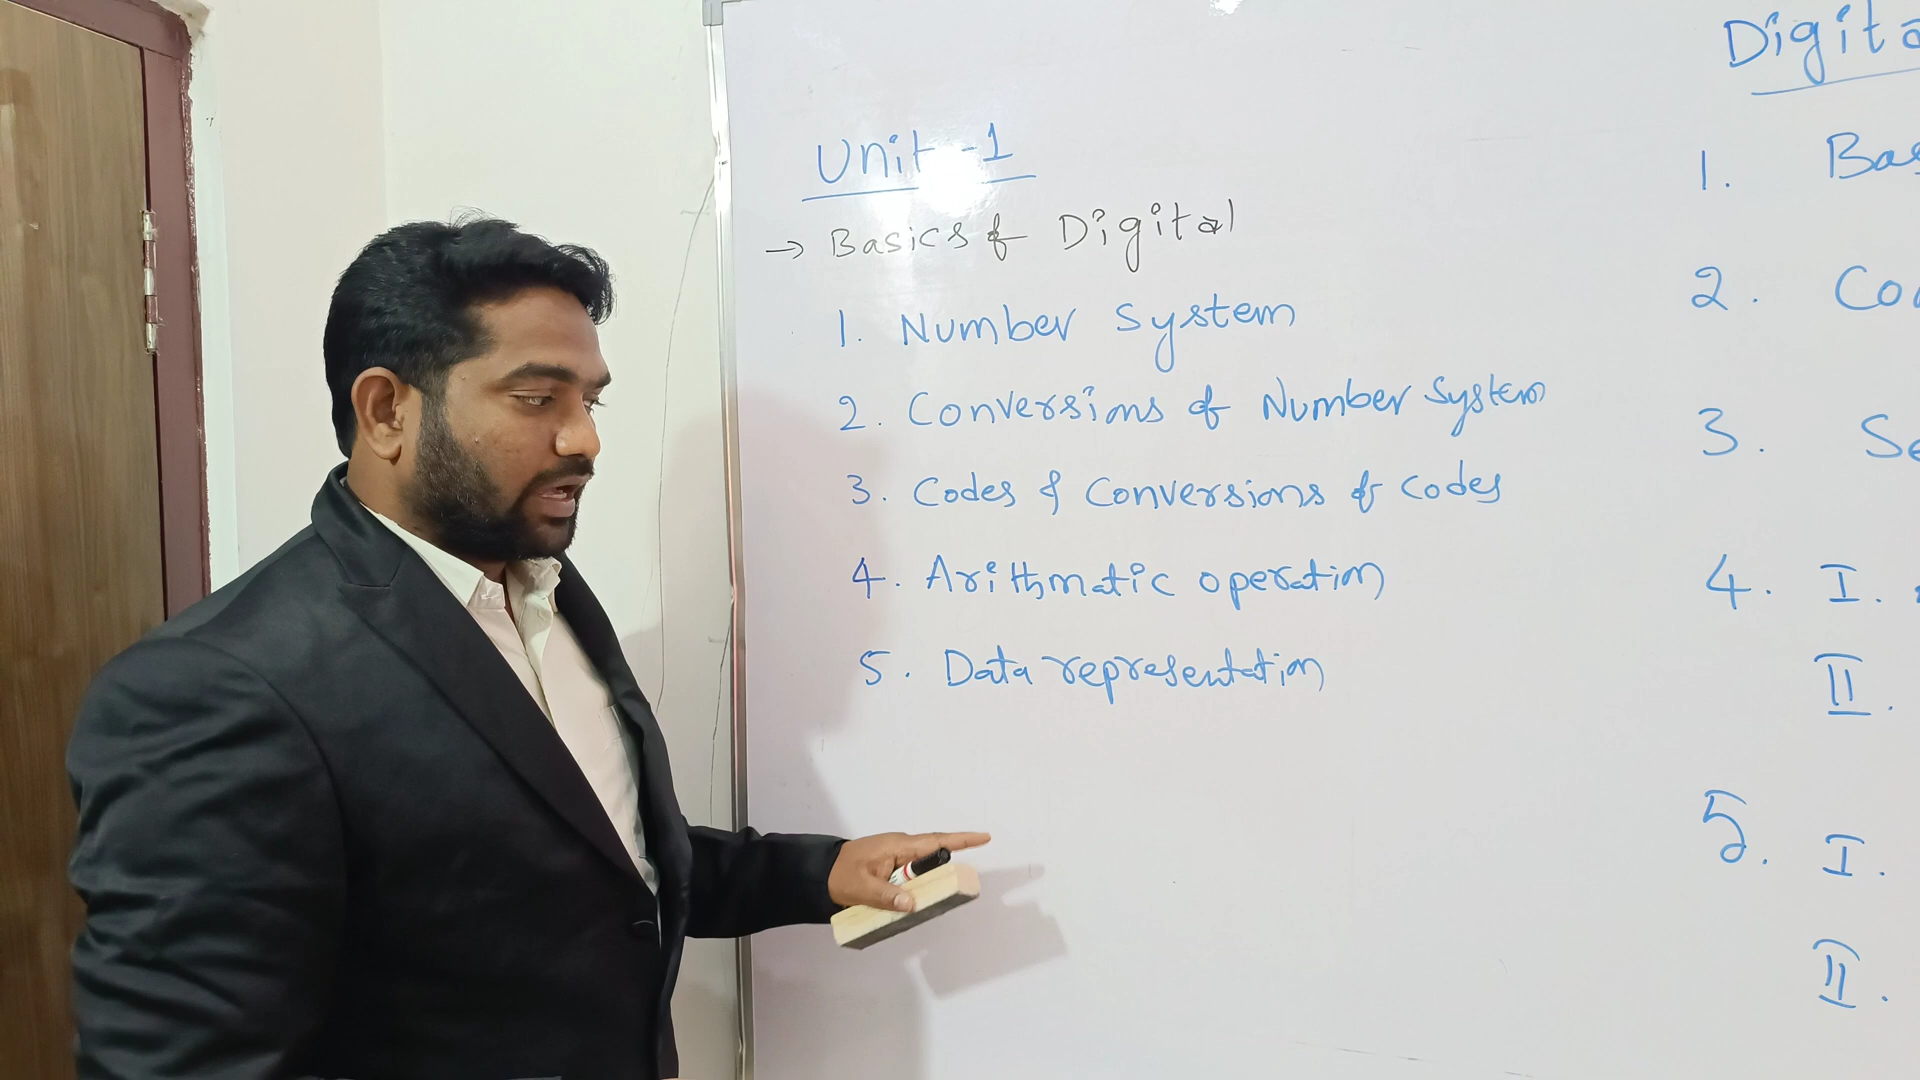 Unit -1
→ Basics of Digital
1. Number System
2. Conversions of Number System
3. Codes & Conversions of Codes
4. Arithmatic operation
5. Data representation
Digita
1. Bas
2. Co
3. Se
4. I.
II.
5. I.
II.